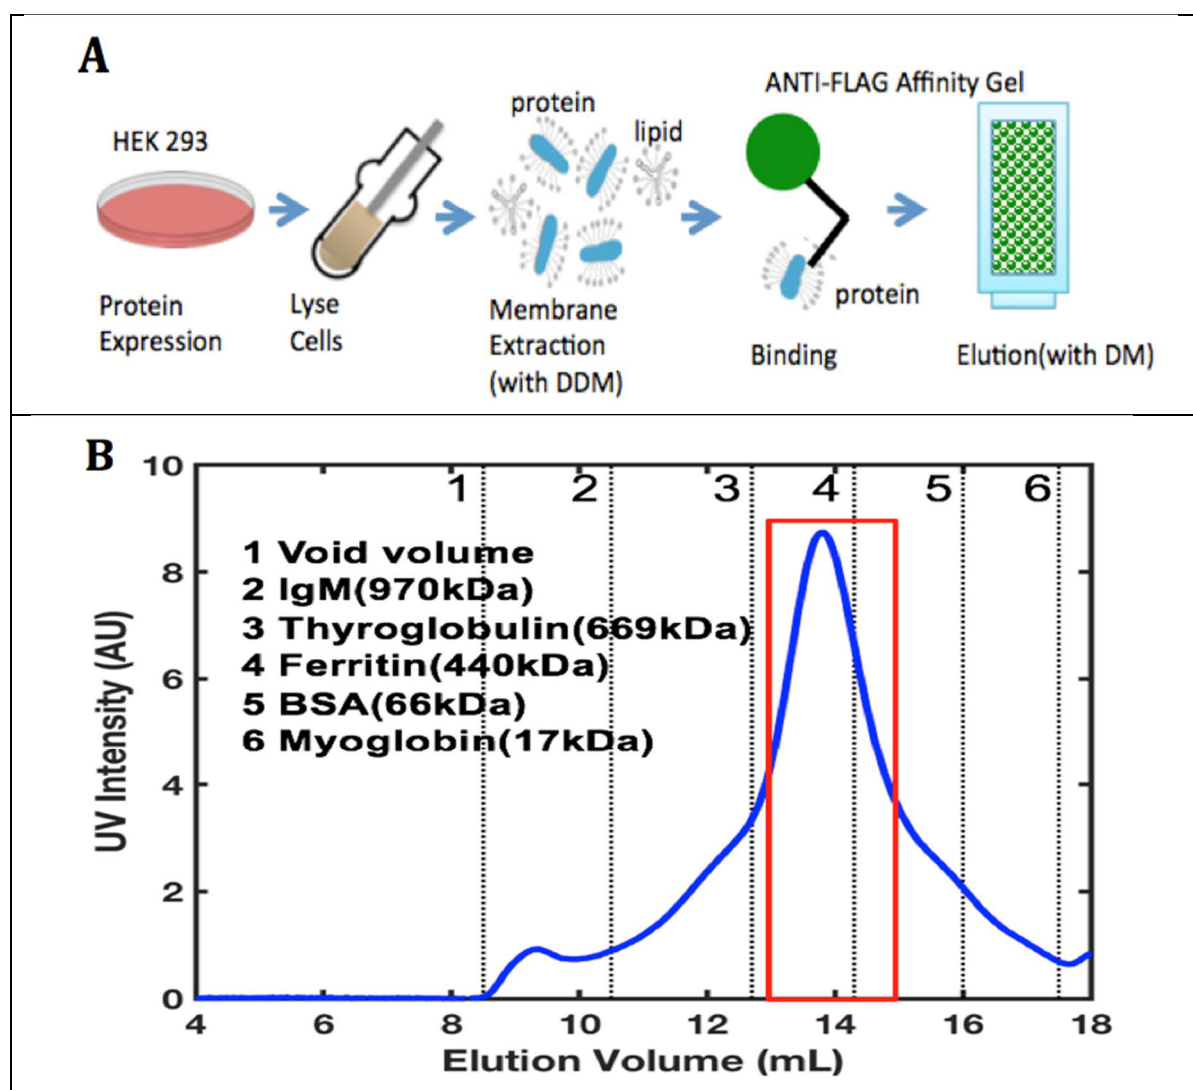 A
ANTI-FLAG Affinity Gel
protein
lipid
HEK 293
protein
Protein
Expression
Lyse
Cells
Membrane
Extraction
(with DDM)
Binding
Elution(with DM)
B
10
8
6
4
2
0
UV Intensity (AU)
1 2 3 4 5 6
1 Void volume
2 IgM(970kDa)
3 Thyroglobulin(669kDa)
4 Ferritin(440kDa)
5 BSA(66kDa)
6 Myoglobin(17kDa)
4 6 8 10 12 14 16 18
Elution Volume (mL)